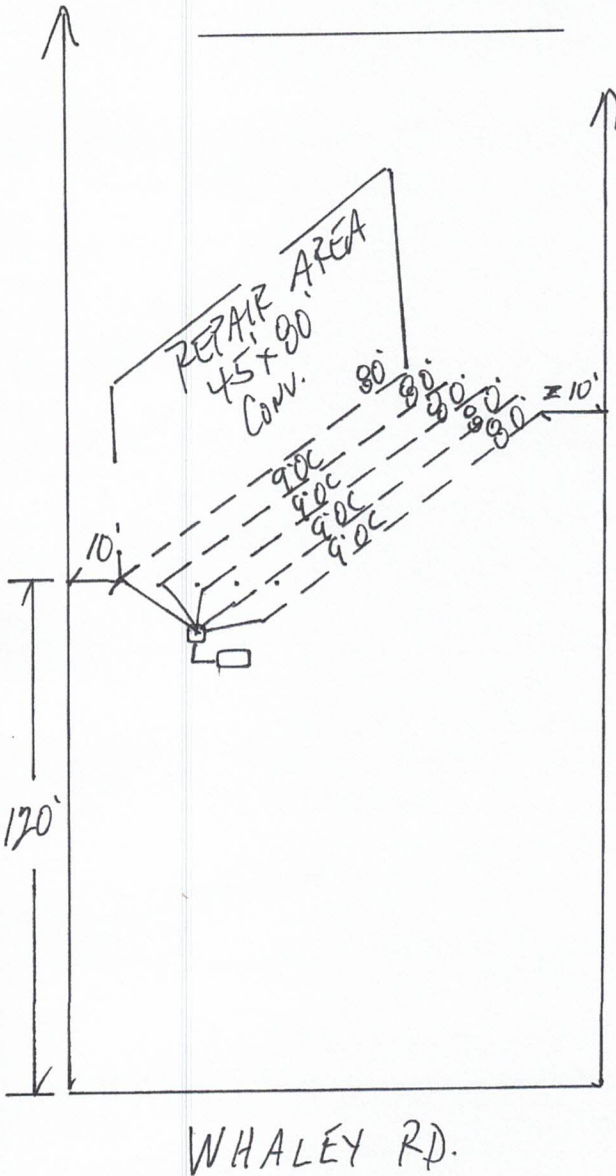 REPAIR AREA
45' x 80'
CONV.
80'
80'
80'
80'
80'
≥ 10'
9' OC
9' OC
9' OC
9' OC
10'
120'
WHALEY RD.